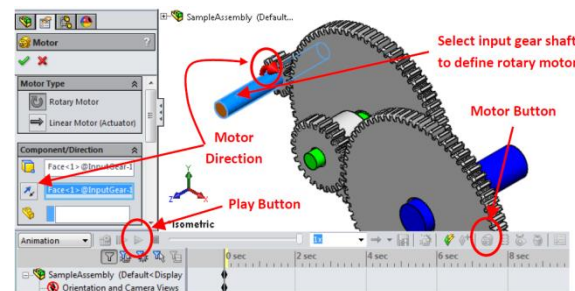 SampleAssembly (Default...
Motor
?
Motor Type
Rotary Motor
Linear Motor (Actuator)
Component/Direction
Face<1>@InputGear-1
Face<1>@InputGear-1
Select input gear shaft
to define rotary motor
Motor Button
Motor
Direction
Play Button
Y
Z
X
*Isometric
Animation
1x
0 sec
2 sec
4 sec
6 sec
8 sec
SampleAssembly (Default<Display
Orientation and Camera Views